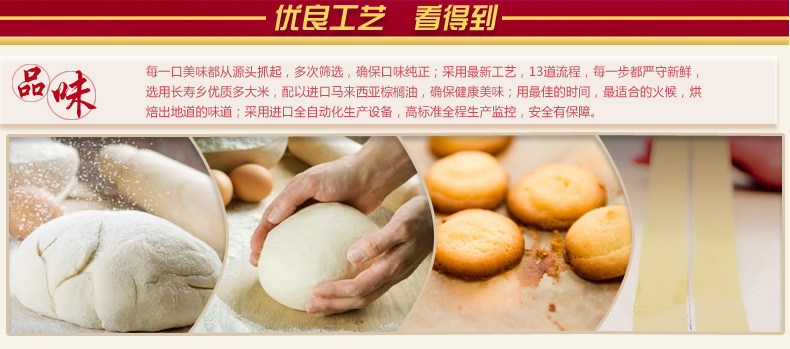 优良工艺 看得到
品味
每一口美味都从源头抓起，多次筛选，确保口味纯正；采用最新工艺，13道流程，每一步都严守新鲜，
选用长寿乡优质多大米，配以进口马来西亚棕榈油，确保健康美味；用最佳的时间，最适合的火候，烘
焙出地道的味道；采用进口全自动化生产设备，高标准全程生产监控，安全有保障。